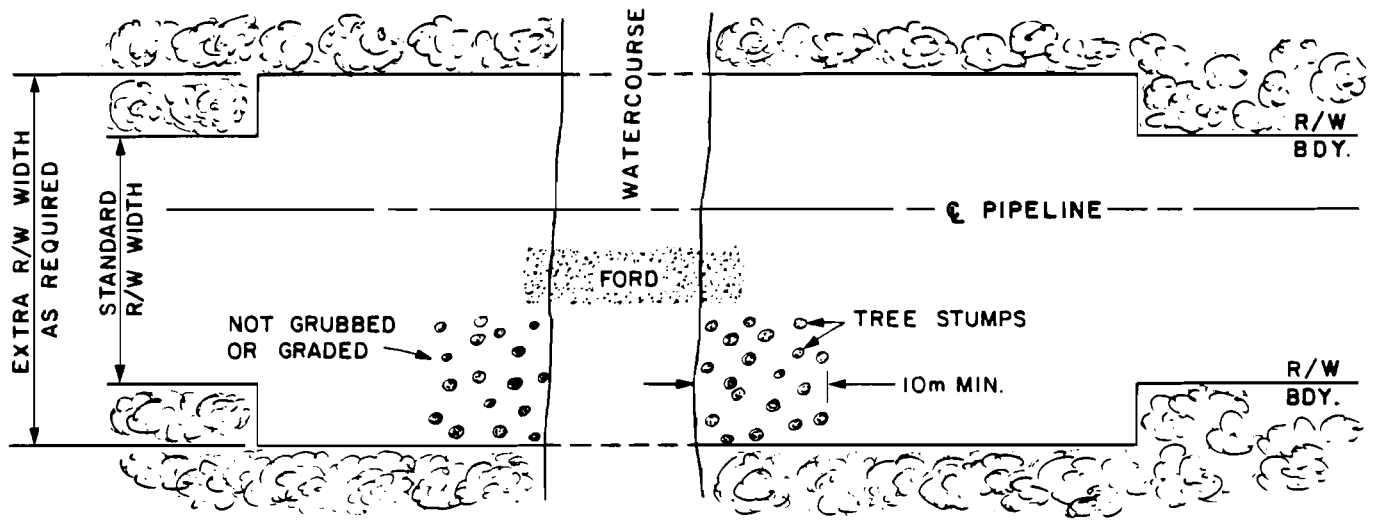 WATERCOURSE
EXTRA R/W WIDTH
AS REQUIRED
STANDARD
R/W WIDTH
R/W
BDY.
℄ PIPELINE
FORD
NOT GRUBBED
OR GRADED
TREE STUMPS
10m MIN.
R/W
BDY.